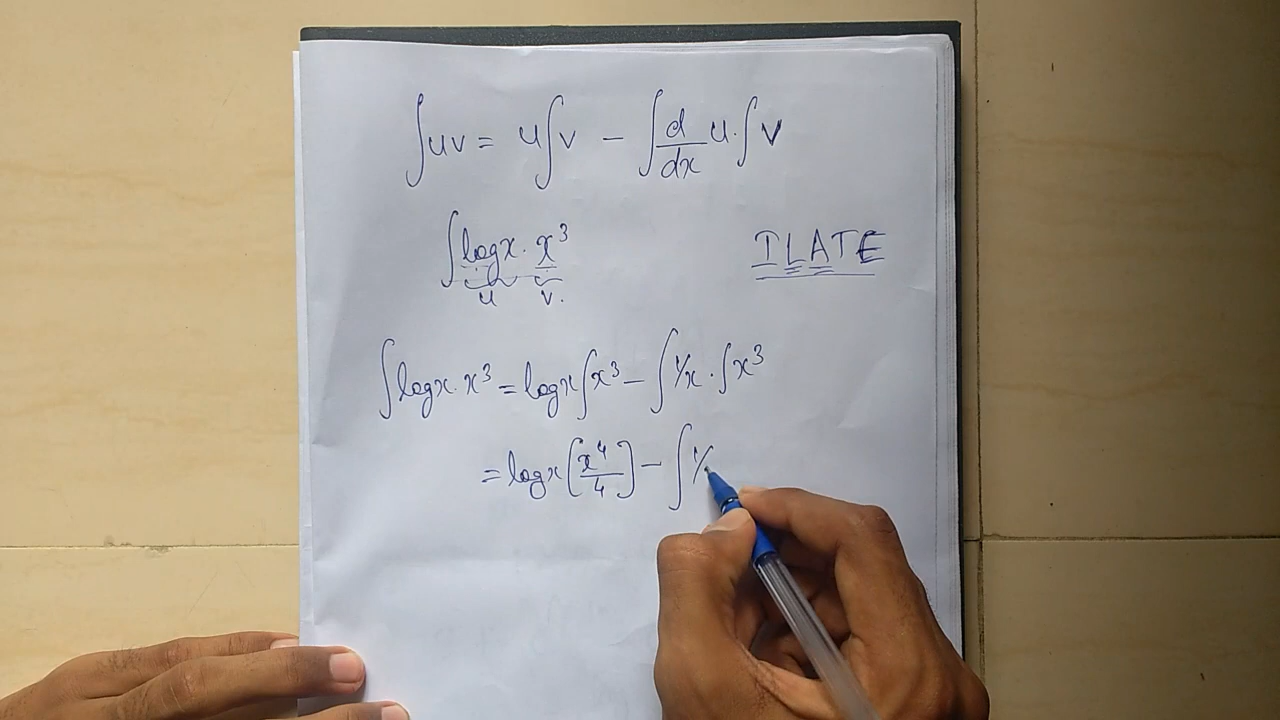 ∫uv = u∫v − ∫d/dx u·∫v
∫logx · x³
u v.
ILATE
∫logx · x³ = logx∫x³ − ∫1/x · ∫x³
= logx[x⁴/4] − ∫1/